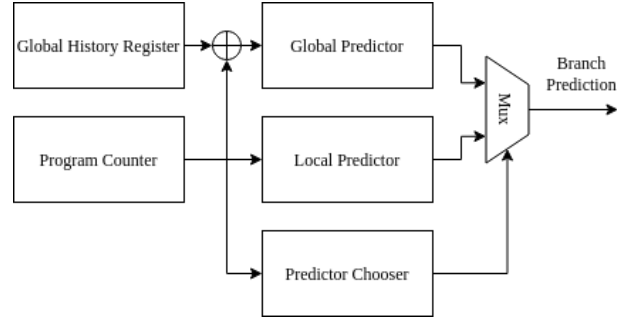 Global History Register
Global Predictor
Branch
Prediction
Mux
Program Counter
Local Predictor
Predictor Chooser